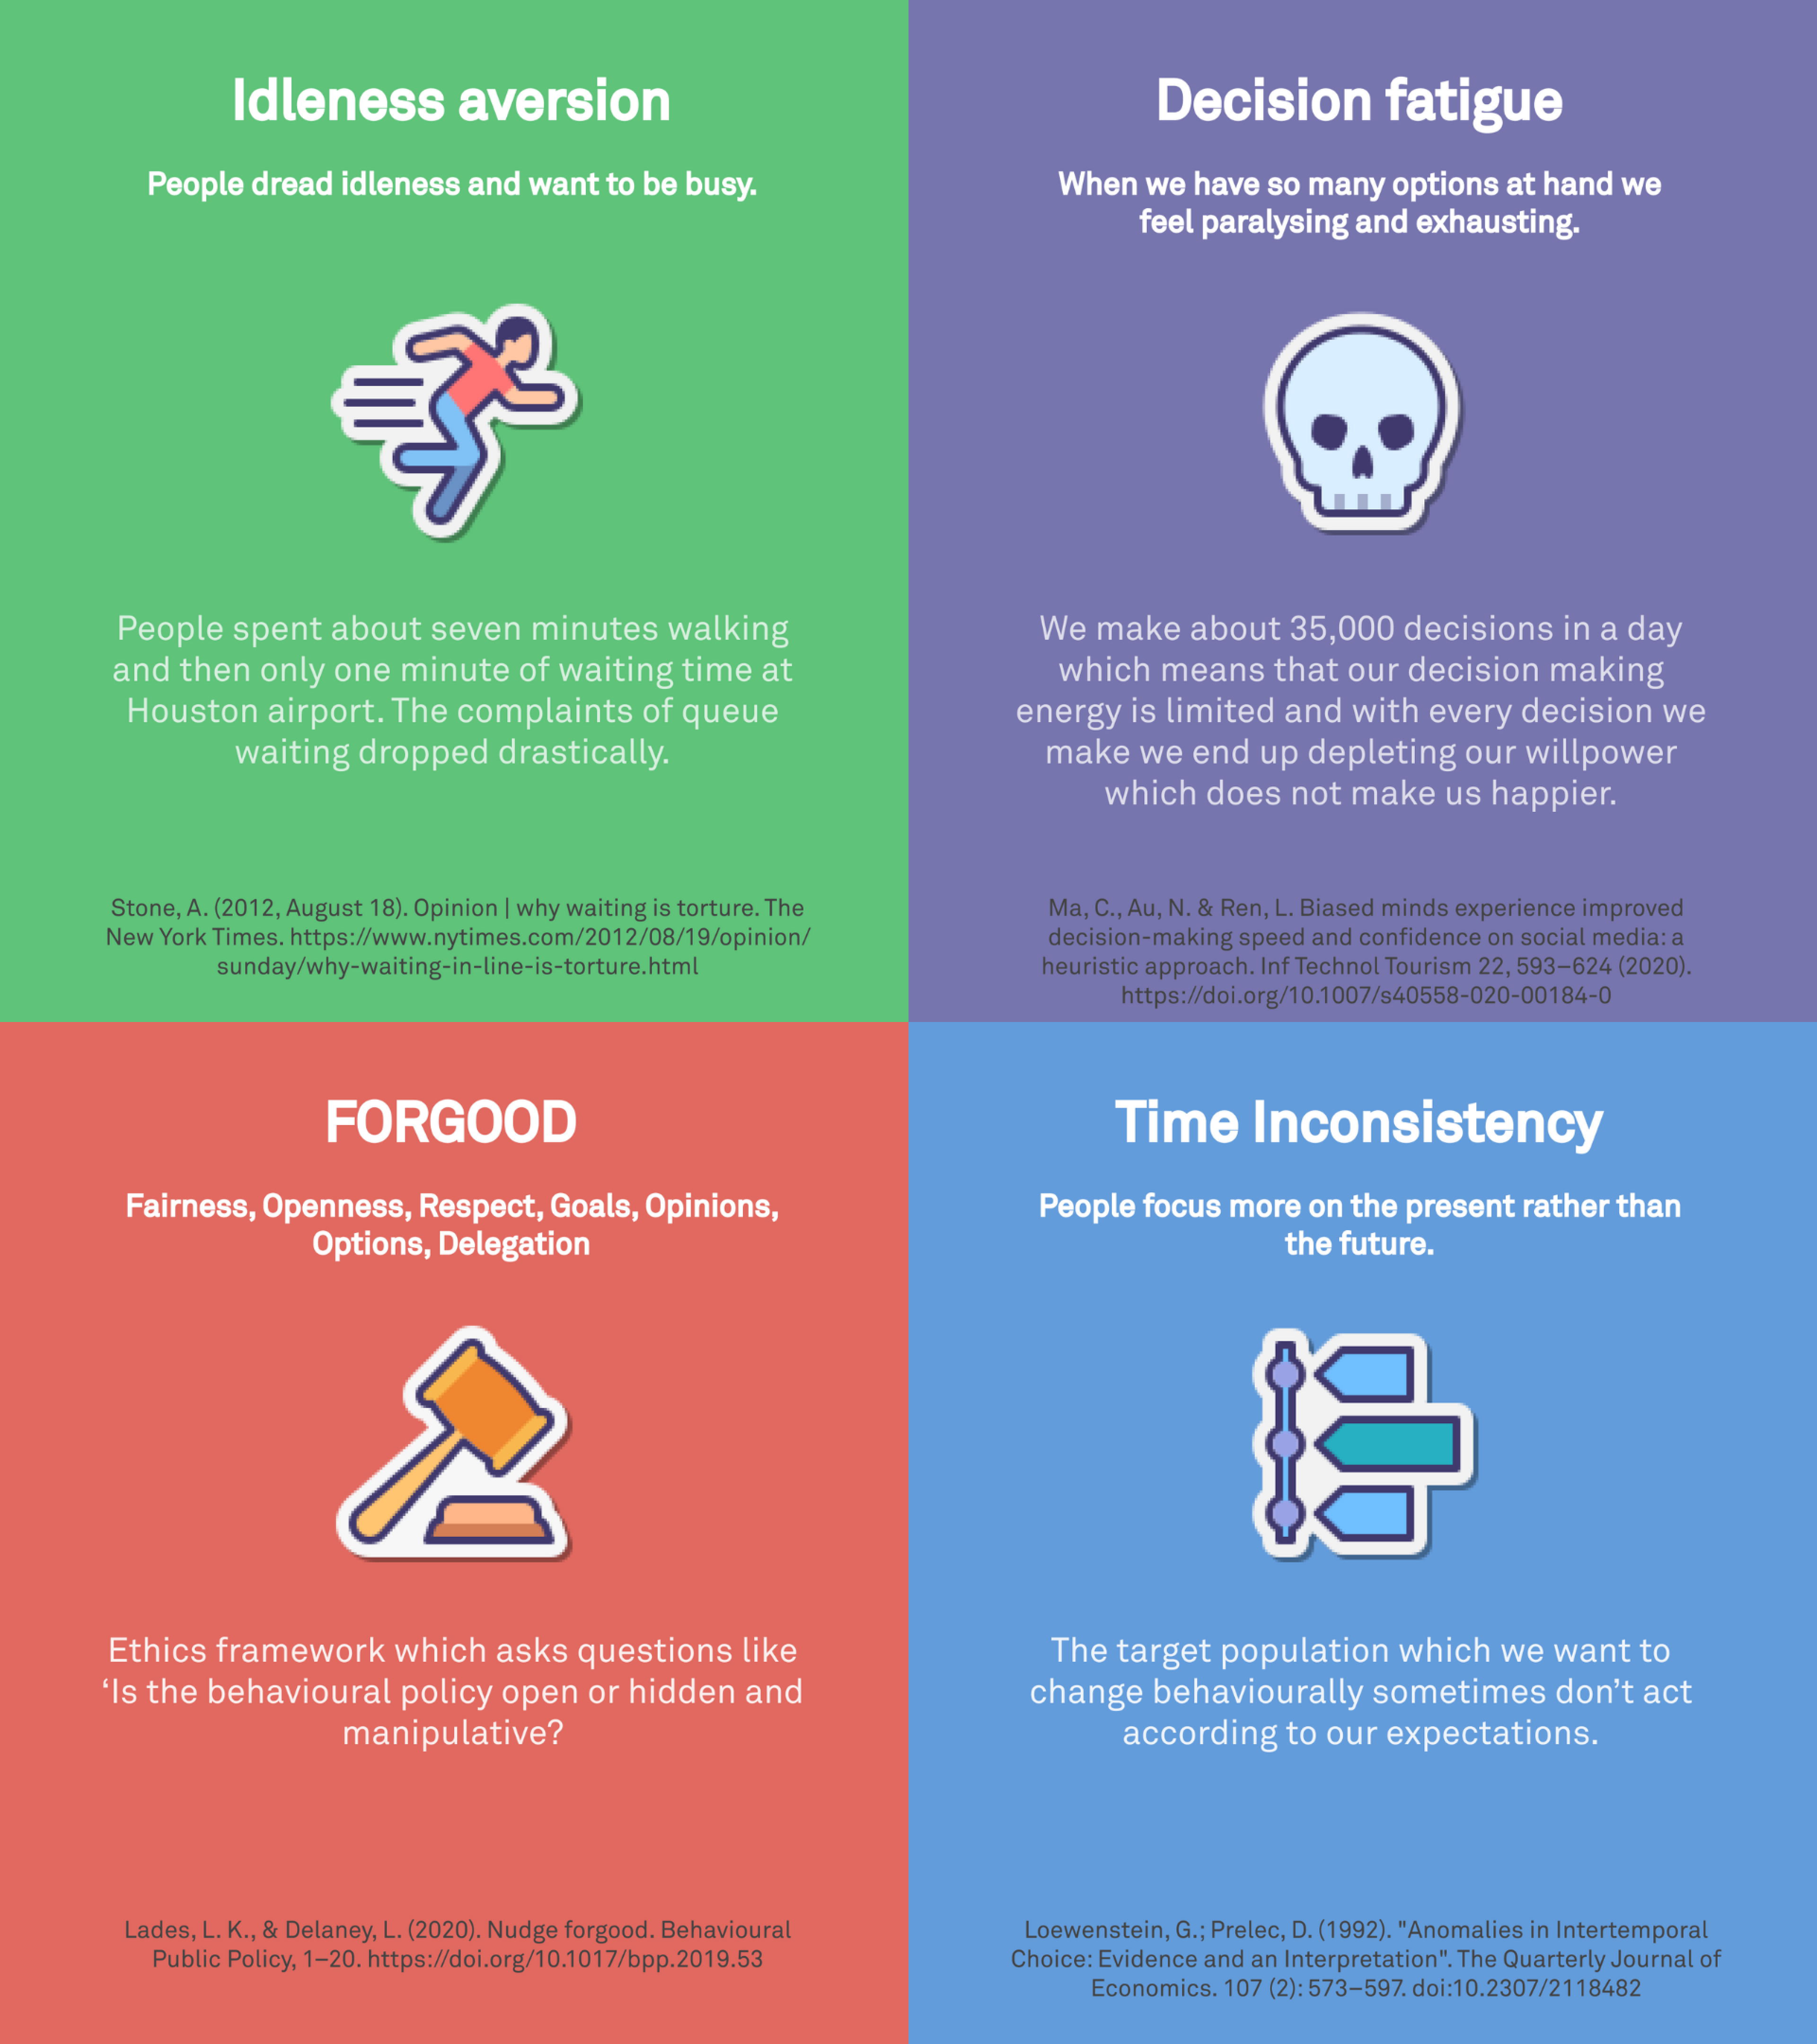 Idleness aversion
People dread idleness and want to be busy.
People spent about seven minutes walking
and then only one minute of waiting time at
Houston airport. The complaints of queue
waiting dropped drastically.
Stone, A. (2012, August 18). Opinion | why waiting is torture. The
New York Times. https://www.nytimes.com/2012/08/19/opinion/
sunday/why-waiting-in-line-is-torture.html
Decision fatigue
When we have so many options at hand we
feel paralysing and exhausting.
We make about 35,000 decisions in a day
which means that our decision making
energy is limited and with every decision we
make we end up depleting our willpower
which does not make us happier.
Ma, C., Au, N. & Ren, L. Biased minds experience improved
decision-making speed and confidence on social media: a
heuristic approach. Inf Technol Tourism 22, 593–624 (2020).
https://doi.org/10.1007/s40558-020-00184-0
FORGOOD
Fairness, Openness, Respect, Goals, Opinions,
Options, Delegation
Ethics framework which asks questions like
‘Is the behavioural policy open or hidden and
manipulative?
Lades, L. K., & Delaney, L. (2020). Nudge forgood. Behavioural
Public Policy, 1–20. https://doi.org/10.1017/bpp.2019.53
Time Inconsistency
People focus more on the present rather than
the future.
The target population which we want to
change behaviourally sometimes don’t act
according to our expectations.
Loewenstein, G.; Prelec, D. (1992). "Anomalies in Intertemporal
Choice: Evidence and an Interpretation". The Quarterly Journal of
Economics. 107 (2): 573–597. doi:10.2307/2118482